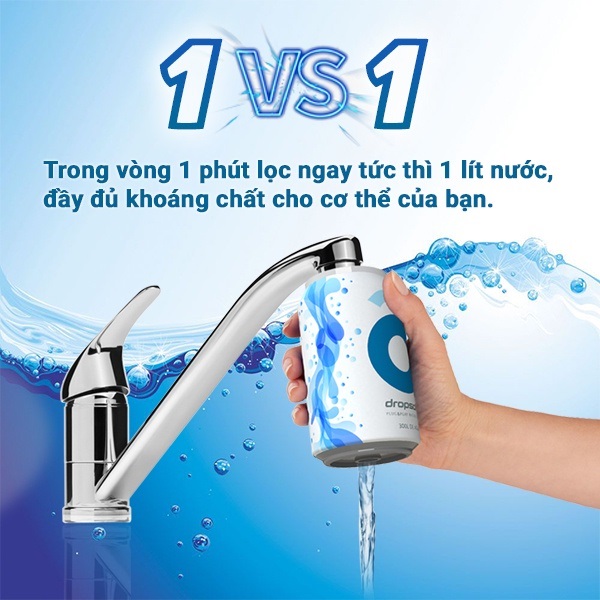 1 VS 1
Trong vòng 1 phút lọc ngay tức thì 1 lít nước,
đầy đủ khoáng chất cho cơ thể của bạn.